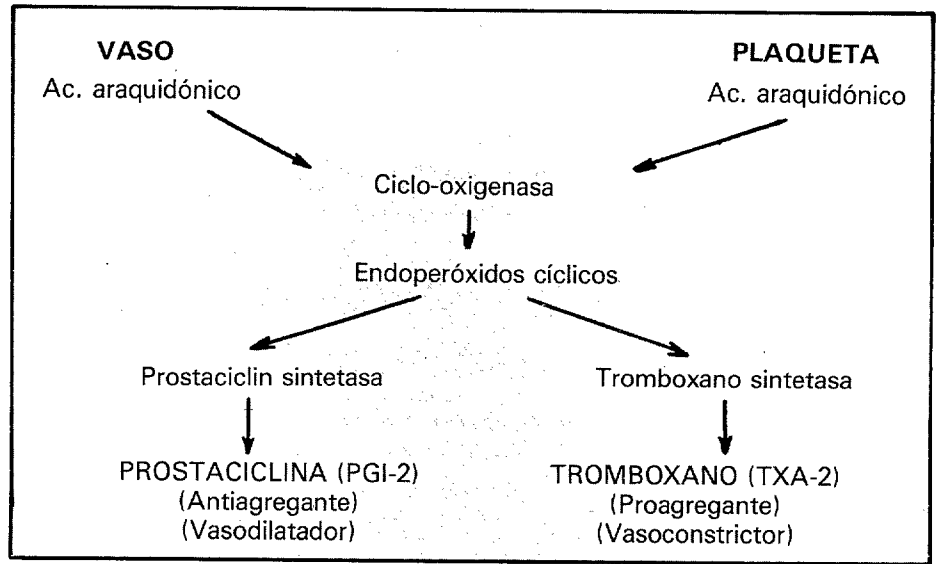 VASO
Ac. araquidónico
PLAQUETA
Ac. araquidónico
Ciclo-oxigenasa
Endoperóxidos cíclicos
Prostaciclin sintetasa
Tromboxano sintetasa
PROSTACICLINA (PGI-2)
(Antiagregante)
(Vasodilatador)
TROMBOXANO (TXA-2)
(Proagregante)
(Vasoconstrictor)